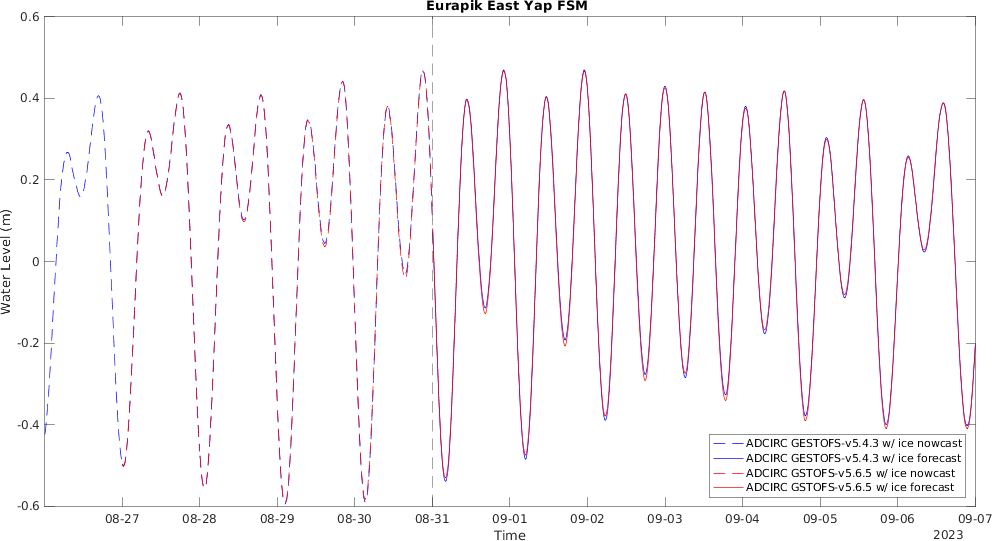 Eurapik East Yap FSM
0.6
0.4
0.2
0
-0.2
-0.4
-0.6
Water Level (m)
ADCIRC GESTOFS-v5.4.3 w/ ice nowcast
ADCIRC GESTOFS-v5.4.3 w/ ice forecast
ADCIRC GSTOFS-v5.6.5 w/ ice nowcast
ADCIRC GSTOFS-v5.6.5 w/ ice forecast
08-27 08-28 08-29 08-30 08-31 09-01 09-02 09-03 09-04 09-05 09-06 09-07
Time
2023